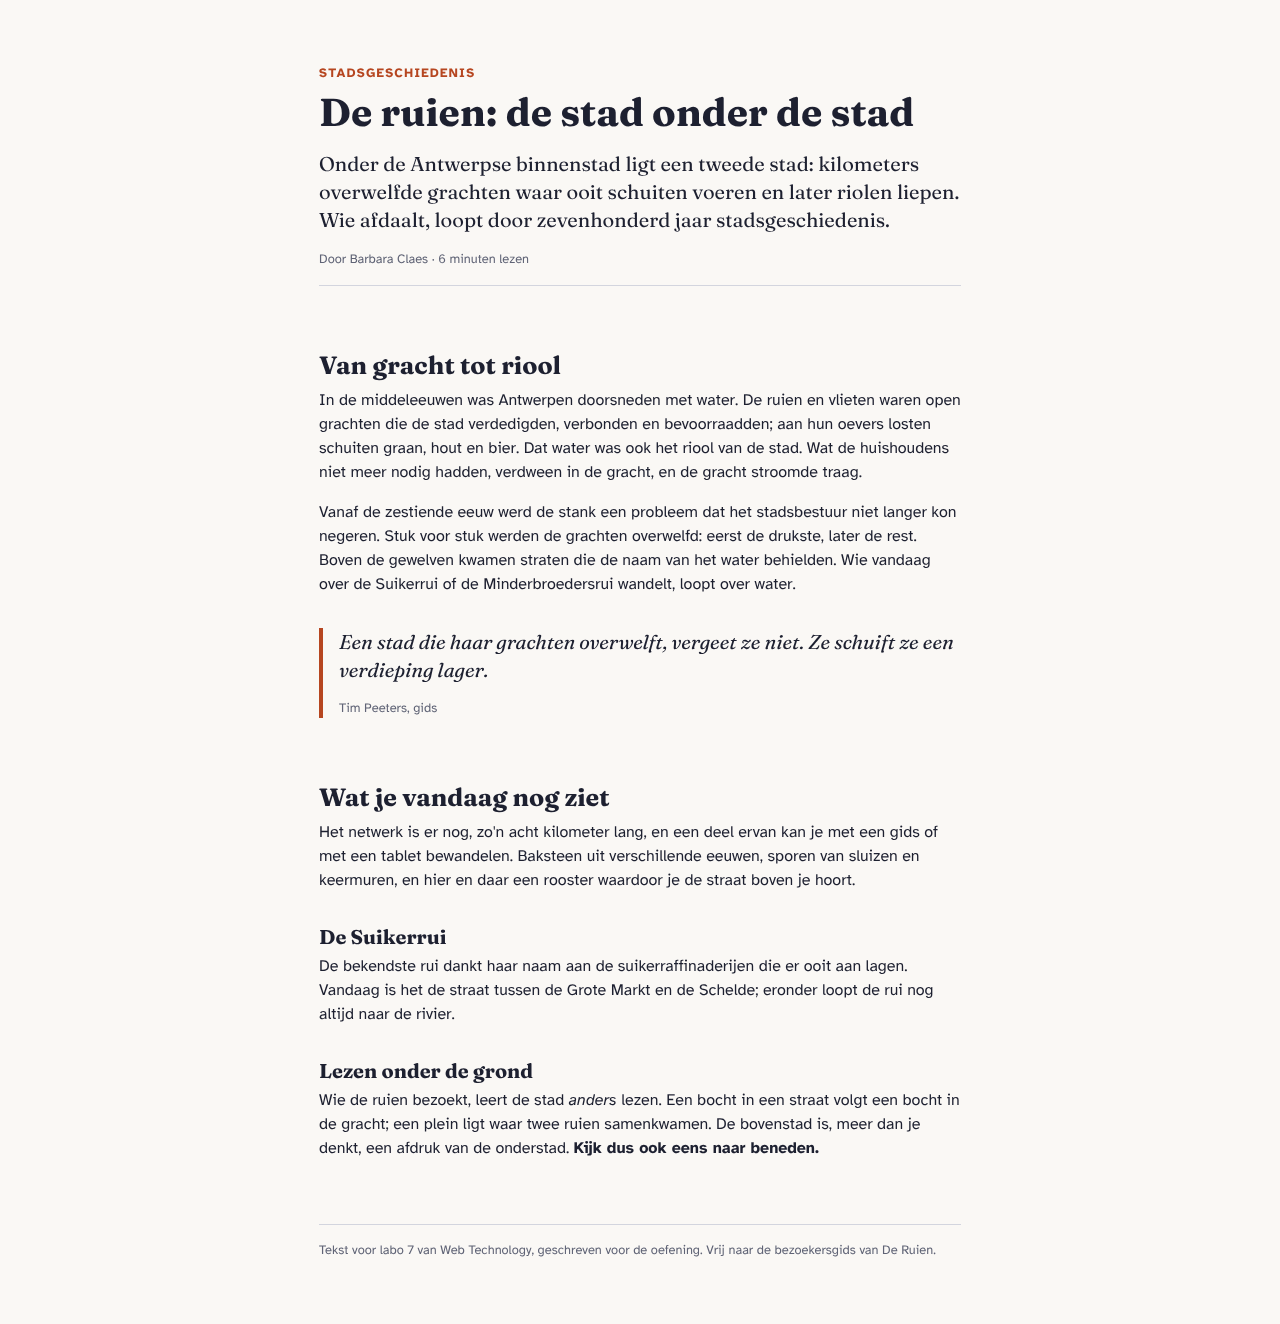 STADSGESCHIEDENIS
De ruien: de stad onder de stad
Onder de Antwerpse binnenstad ligt een tweede stad: kilometers
overwelfde grachten waar ooit schuiten voeren en later riolen liepen.
Wie afdaalt, loopt door zevenhonderd jaar stadsgeschiedenis.
Door Barbara Claes · 6 minuten lezen
Van gracht tot riool
In de middeleeuwen was Antwerpen doorsneden met water. De ruien en vlieten waren open
grachten die de stad verdedigden, verbonden en bevoorraadden; aan hun oevers losten
schuiten graan, hout en bier. Dat water was ook het riool van de stad. Wat de huishoudens
niet meer nodig hadden, verdween in de gracht, en de gracht stroomde traag.
Vanaf de zestiende eeuw werd de stank een probleem dat het stadsbestuur niet langer kon
negeren. Stuk voor stuk werden de grachten overwelfd: eerst de drukste, later de rest.
Boven de gewelven kwamen straten die de naam van het water behielden. Wie vandaag
over de Suikerrui of de Minderbroedersrui wandelt, loopt over water.
Een stad die haar grachten overwelft, vergeet ze niet. Ze schuift ze een
verdieping lager.
Tim Peeters, gids
Wat je vandaag nog ziet
Het netwerk is er nog, zo'n acht kilometer lang, en een deel ervan kan je met een gids of
met een tablet bewandelen. Baksteen uit verschillende eeuwen, sporen van sluizen en
keermuren, en hier en daar een rooster waardoor je de straat boven je hoort.
De Suikerrui
De bekendste rui dankt haar naam aan de suikerraffinaderijen die er ooit aan lagen.
Vandaag is het de straat tussen de Grote Markt en de Schelde; eronder loopt de rui nog
altijd naar de rivier.
Lezen onder de grond
Wie de ruien bezoekt, leert de stad anders lezen. Een bocht in een straat volgt een bocht in
de gracht; een plein ligt waar twee ruien samenkwamen. De bovenstad is, meer dan je
denkt, een afdruk van de onderstad. Kijk dus ook eens naar beneden.
Tekst voor labo 7 van Web Technology, geschreven voor de oefening. Vrij naar de bezoekersgids van De Ruien.